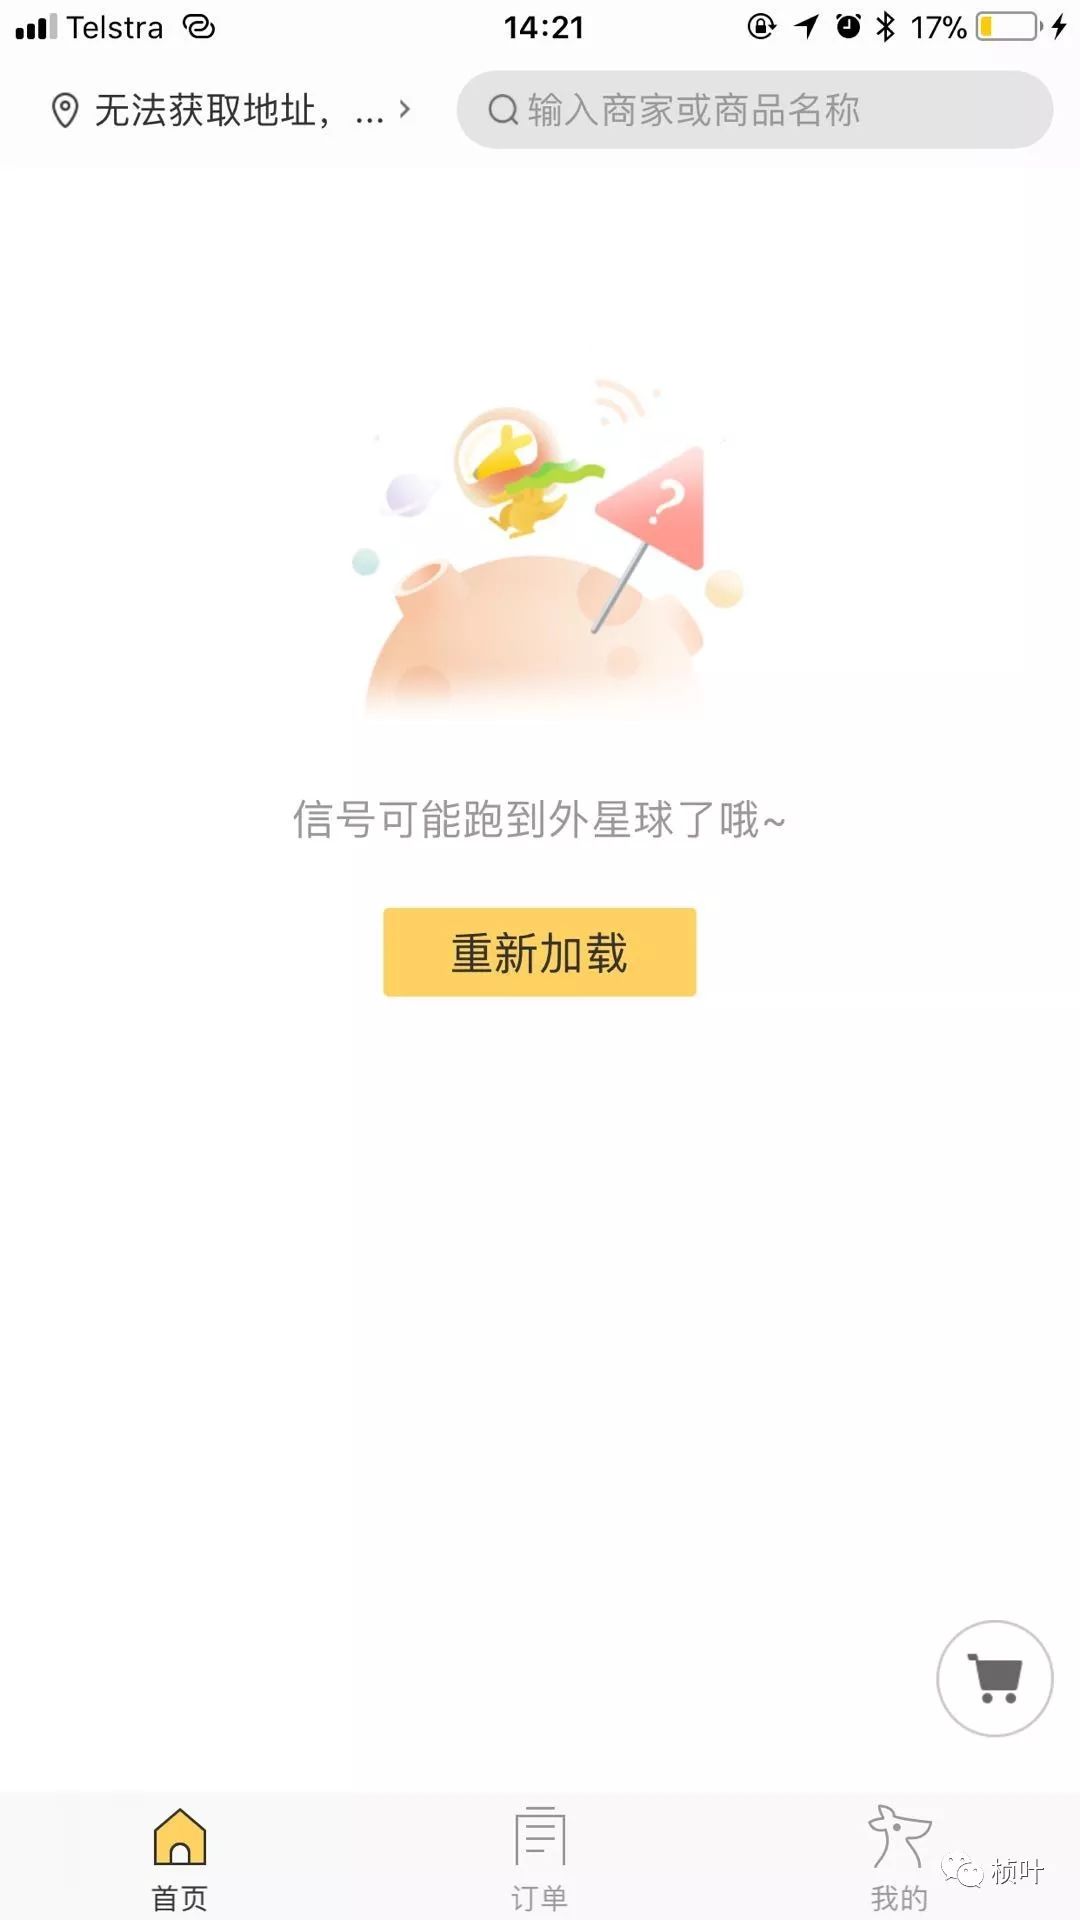 Telstra 14:21 17%
无法获取地址，... 输入商家或商品名称
?
信号可能跑到外星球了哦~
重新加载
首页 订单 我的
桢叶